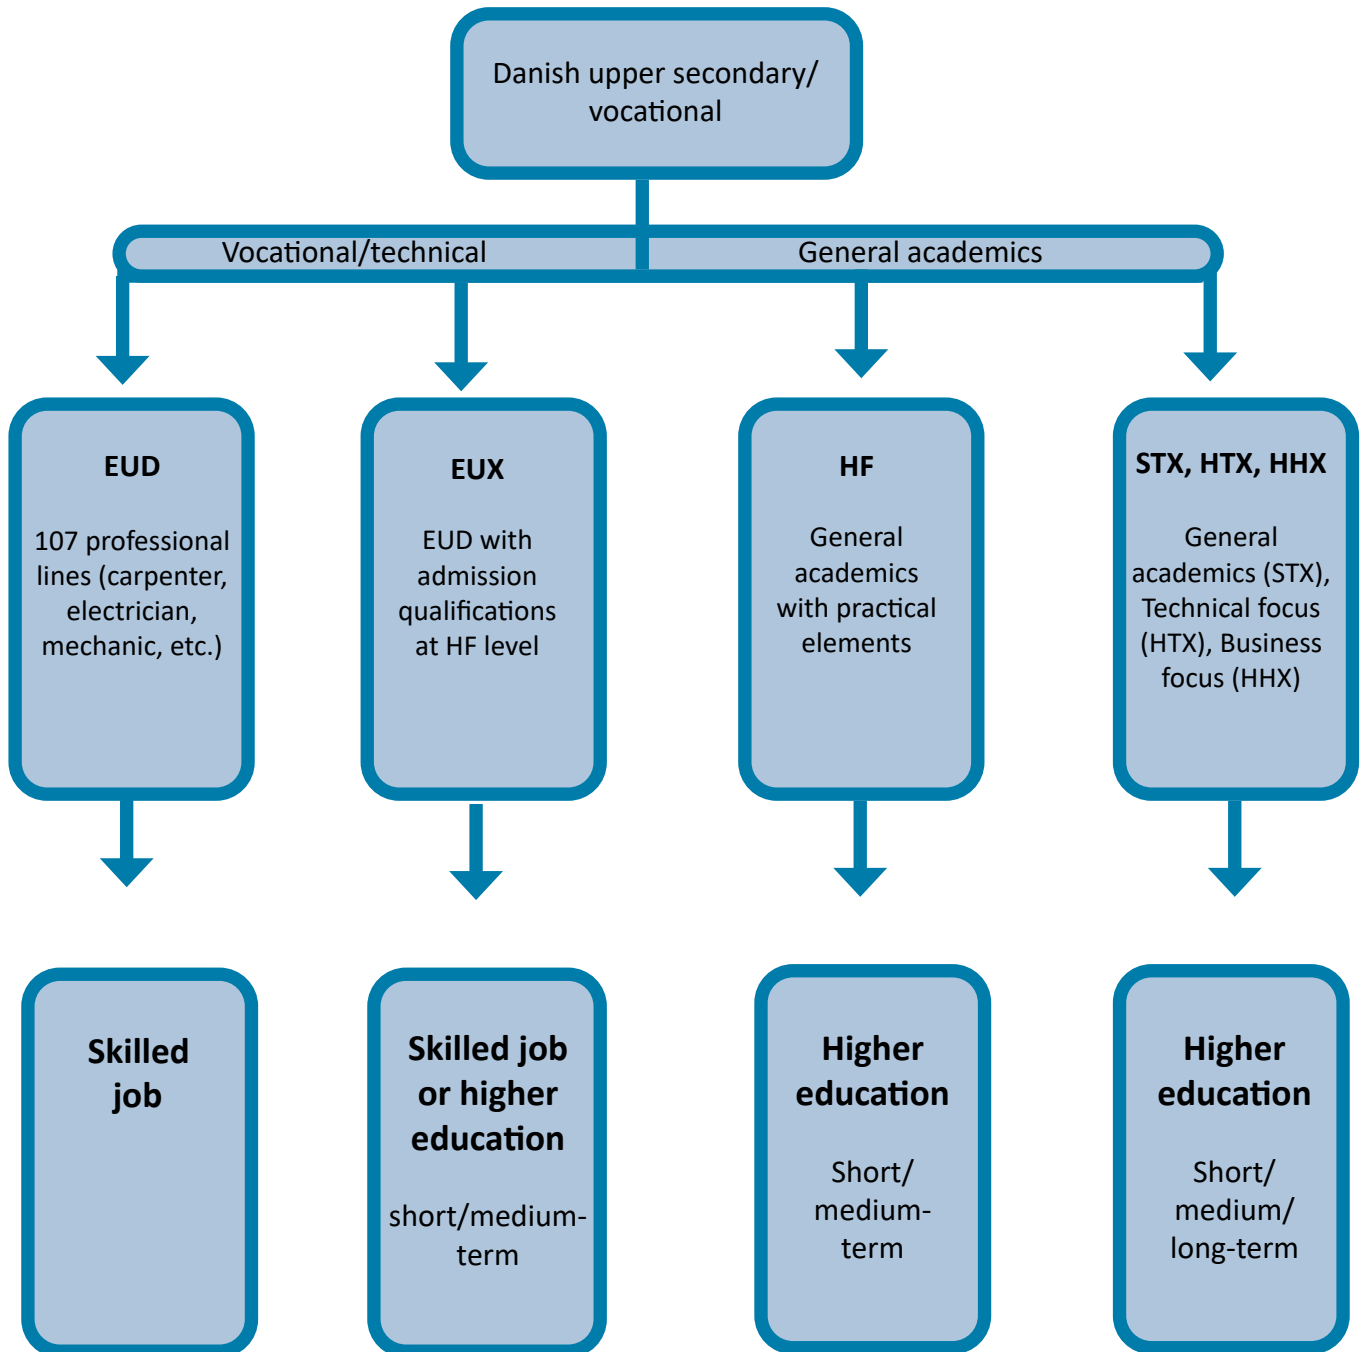 Danish upper secondary/
vocational
Vocational/technical
General academics
EUD
107 professional
lines (carpenter,
electrician,
mechanic, etc.)
EUX
EUD with
admission
qualifications
at HF level
HF
General
academics
with practical
elements
STX, HTX, HHX
General
academics (STX),
Technical focus
(HTX), Business
focus (HHX)
Skilled
job
Skilled job
or higher
education
short/medium-
term
Higher
education
Short/
medium-
term
Higher
education
Short/
medium/
long-term